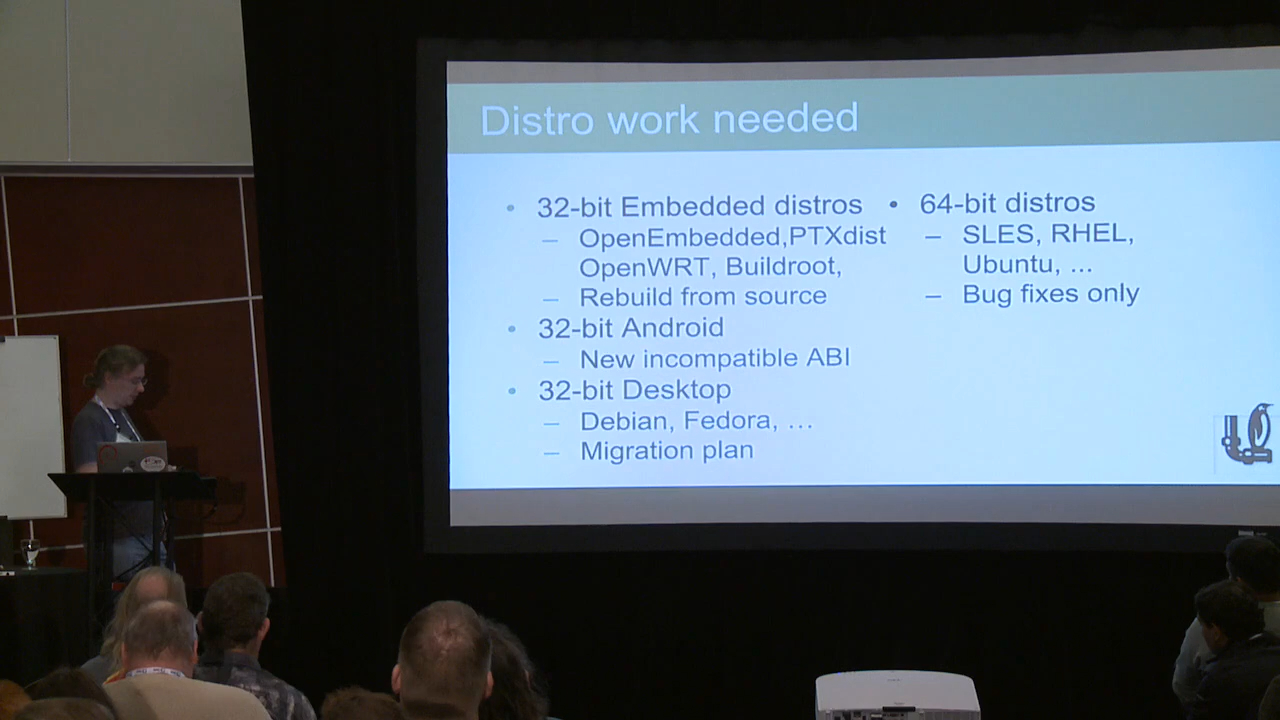 Distro work needed
• 32-bit Embedded distros
– OpenEmbedded,PTXdist
OpenWRT, Buildroot,
– Rebuild from source
• 32-bit Android
– New incompatible ABI
• 32-bit Desktop
– Debian, Fedora, ...
– Migration plan
• 64-bit distros
– SLES, RHEL,
Ubuntu, ...
– Bug fixes only